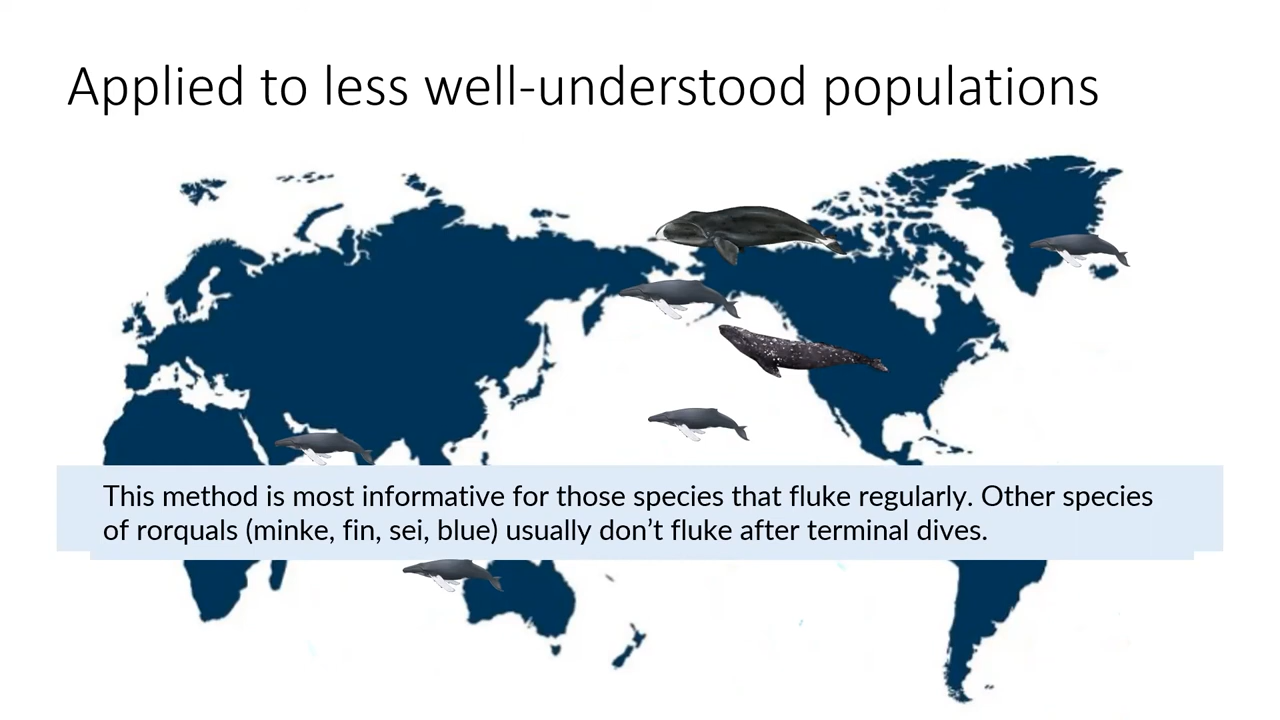 Applied to less well-understood populations
This method is most informative for those species that fluke regularly. Other species
of rorquals (minke, fin, sei, blue) usually don’t fluke after terminal dives.